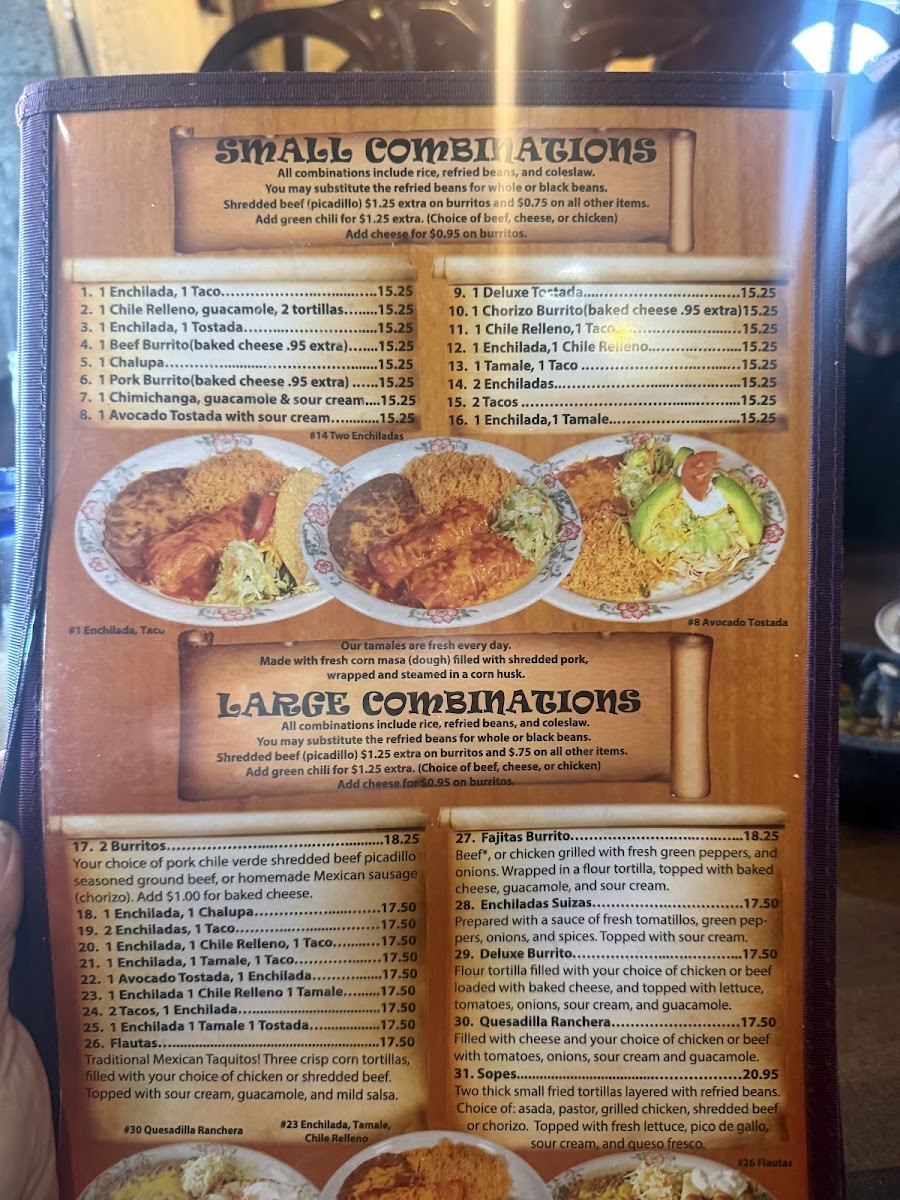 SMALL COMBINATIONS
All combinations include rice, refried beans, and coleslaw.
You may substitute the refried beans for whole or black beans.
Shredded beef (picadillo) $1.25 extra on burritos and $0.75 on all other items.
Add green chili for $1.25 extra. (Choice of beef, cheese, or chicken)
Add cheese for $0.95 on burritos.
1. 1 Enchilada, 1 Taco.................................15.25
2. 1 Chile Relleno, guacamole, 2 tortillas........15.25
3. 1 Enchilada, 1 Tostada.............................15.25
4. 1 Beef Burrito(baked cheese .95 extra).......15.25
5. 1 Chalupa.............................................15.25
6. 1 Pork Burrito(baked cheese .95 extra) ......15.25
7. 1 Chimichanga, guacamole & sour cream....15.25
8. 1 Avocado Tostada with sour cream...........15.25
9. 1 Deluxe Tostada....................................15.25
10. 1 Chorizo Burrito(baked cheese .95 extra)15.25
11. 1 Chile Relleno,1 Taco............................15.25
12. 1 Enchilada,1 Chile Relleno.....................15.25
13. 1 Tamale, 1 Taco ..................................15.25
14. 2 Enchiladas........................................15.25
15. 2 Tacos ..............................................15.25
16. 1 Enchilada,1 Tamale............................15.25
#14 Two Enchiladas
#1 Enchilada, Taco
#8 Avocado Tostada
Our tamales are fresh every day.
Made with fresh corn masa (dough) filled with shredded pork,
wrapped and steamed in a corn husk.
LARGE COMBINATIONS
All combinations include rice, refried beans, and coleslaw.
You may substitute the refried beans for whole or black beans.
Shredded beef (picadillo) $1.25 extra on burritos and $.75 on all other items.
Add green chili for $1.25 extra. (Choice of beef, cheese, or chicken)
Add cheese for $0.95 on burritos.
17. 2 Burritos.............................................18.25
Your choice of pork chile verde shredded beef picadillo
seasoned ground beef, or homemade Mexican sausage
(chorizo). Add $1.00 for baked cheese.
18. 1 Enchilada, 1 Chalupa..........................17.50
19. 2 Enchiladas, 1 Taco..............................17.50
20. 1 Enchilada, 1 Chile Relleno, 1 Taco..........17.50
21. 1 Enchilada, 1 Tamale, 1 Taco..................17.50
22. 1 Avocado Tostada, 1 Enchilada...............17.50
23. 1 Enchilada 1 Chile Relleno 1 Tamale........17.50
24. 2 Tacos, 1 Enchilada..............................17.50
25. 1 Enchilada 1 Tamale 1 Tostada................17.50
26. Flautas................................................17.50
Traditional Mexican Taquitos! Three crisp corn tortillas,
filled with your choice of chicken or shredded beef.
Topped with sour cream, guacamole, and mild salsa.
27. Fajitas Burrito......................................18.25
Beef*, or chicken grilled with fresh green peppers, and
onions. Wrapped in a flour tortilla, topped with baked
cheese, guacamole, and sour cream.
28. Enchiladas Suizas.................................17.50
Prepared with a sauce of fresh tomatillos, green pep-
pers, onions, and spices. Topped with sour cream.
29. Deluxe Burrito.....................................17.50
Flour tortilla filled with your choice of chicken or beef
loaded with baked cheese, and topped with lettuce,
tomatoes, onions, sour cream, and guacamole.
30. Quesadilla Ranchera.............................17.50
Filled with cheese and your choice of chicken or beef
with tomatoes, onions, sour cream and guacamole.
31. Sopes.................................................20.95
Two thick small fried tortillas layered with refried beans.
Choice of: asada, pastor, grilled chicken, shredded beef
or chorizo. Topped with fresh lettuce, pico de gallo,
sour cream, and queso fresco.
#30 Quesadilla Ranchera
#23 Enchilada, Tamale,
Chile Relleno
#26 Flautas